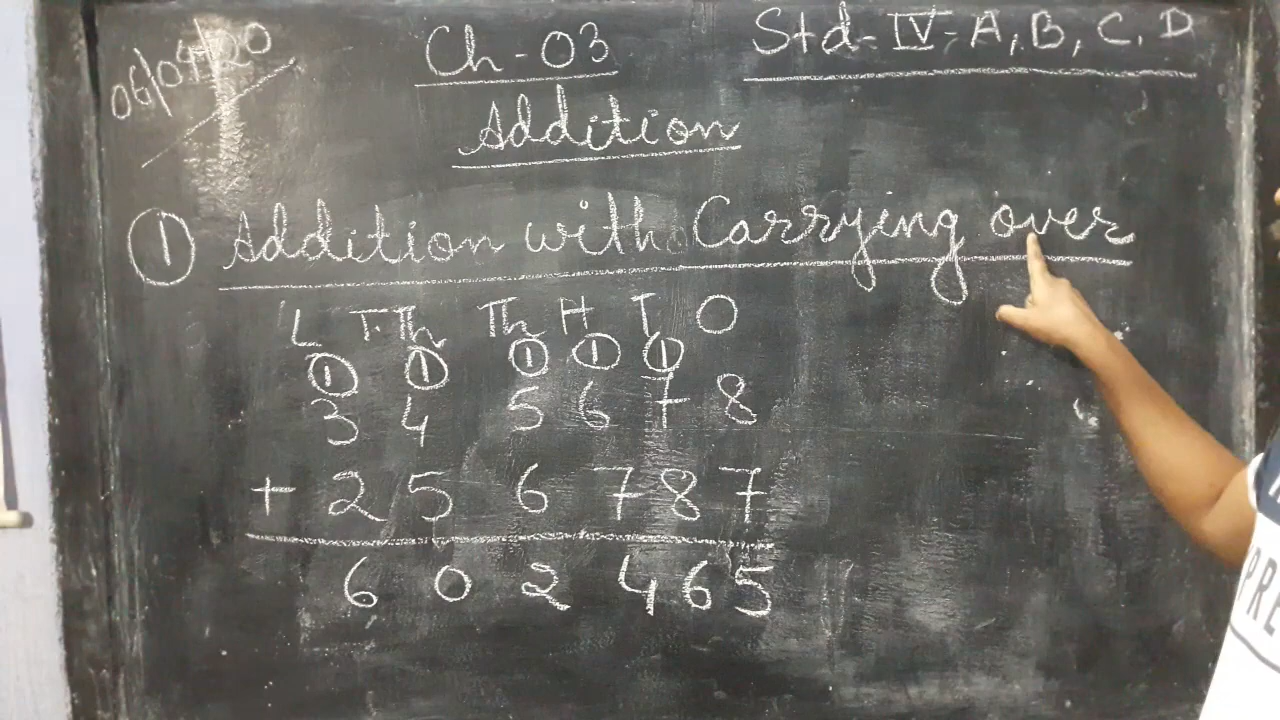 06/04/20
Ch-03
Std-IV-A, B, C, D
Addition
① Addition with Carrying over
L T.Th Th H T O
① ① ① ① ①
3 4 5 6 7 8
+ 2 5 6 7 8 7
6 0 2 4 6 5
PRE